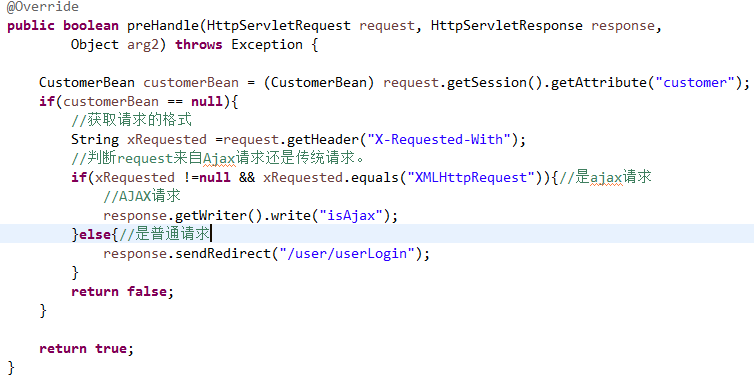 @Override
public boolean preHandle(HttpServletRequest request, HttpServletResponse response,
        Object arg2) throws Exception {
    CustomerBean customerBean = (CustomerBean) request.getSession().getAttribute("customer");
    if(customerBean == null){
        //获取请求的格式
        String xRequested =request.getHeader("X-Requested-With");
        //判断request来自Ajax请求还是传统请求。
        if(xRequested !=null && xRequested.equals("XMLHttpRequest")){//是ajax请求
            //AJAX请求
            response.getWriter().write("isAjax");
        }else{//是普通请求
            response.sendRedirect("/user/userLogin");
        }
        return false;
    }
    return true;
}